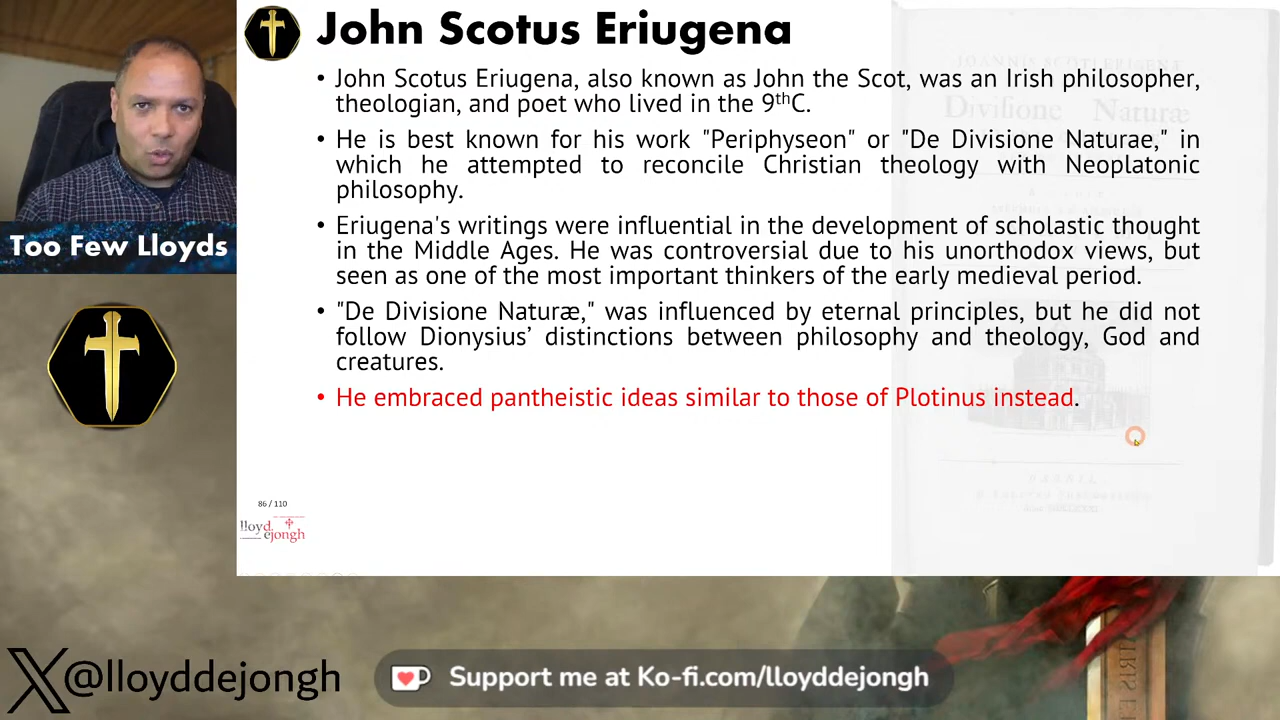 John Scotus Eriugena
• John Scotus Eriugena, also known as John the Scot, was an Irish philosopher,
theologian, and poet who lived in the 9thC.
• He is best known for his work "Periphyseon" or "De Divisione Naturae," in
which he attempted to reconcile Christian theology with Neoplatonic
philosophy.
• Eriugena's writings were influential in the development of scholastic thought
in the Middle Ages. He was controversial due to his unorthodox views, but
seen as one of the most important thinkers of the early medieval period.
• "De Divisione Naturæ," was influenced by eternal principles, but he did not
follow Dionysius’ distinctions between philosophy and theology, God and
creatures.
• He embraced pantheistic ideas similar to those of Plotinus instead.
JOANNIS SCOTI ERIGENÆ
Divisione Naturæ
Too Few Lloyds
86 / 110
lloyd
ejongh
X@lloyddejongh
Support me at Ko-fi.com/lloyddejongh